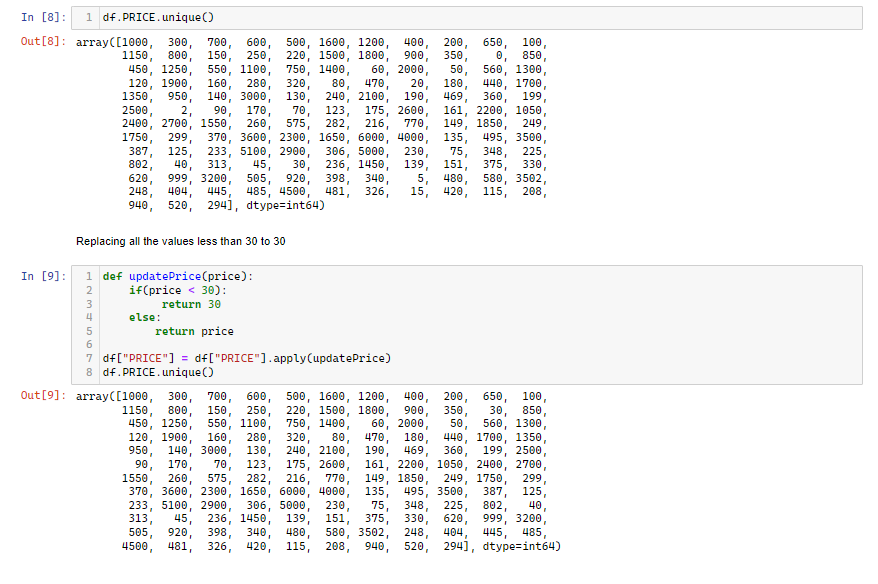 In [8]: 1 df.PRICE.unique()
Out[8]: array([1000, 300, 700, 600, 500, 1600, 1200, 400, 200, 650, 100,
1150, 800, 150, 250, 220, 1500, 1800, 900, 350, 0, 850,
450, 1250, 550, 1100, 750, 1400, 60, 2000, 50, 560, 1300,
120, 1900, 160, 280, 320, 80, 470, 20, 180, 440, 1700,
1350, 950, 140, 3000, 130, 240, 2100, 190, 469, 360, 199,
2500, 2, 90, 170, 70, 123, 175, 2600, 161, 2200, 1050,
2400, 2700, 1550, 260, 575, 282, 216, 770, 149, 1850, 249,
1750, 299, 370, 3600, 2300, 1650, 6000, 4000, 135, 495, 3500,
387, 125, 233, 5100, 2900, 306, 5000, 230, 75, 348, 225,
802, 40, 313, 45, 30, 236, 1450, 139, 151, 375, 330,
620, 999, 3200, 505, 920, 398, 340, 5, 480, 580, 3502,
248, 404, 445, 485, 4500, 481, 326, 15, 420, 115, 208,
940, 520, 294], dtype=int64)
Replacing all the values less than 30 to 30
In [9]: 1 def updatePrice(price):
2 if(price < 30):
3 return 30
4 else:
5 return price
6
7 df["PRICE"] = df["PRICE"].apply(updatePrice)
8 df.PRICE.unique()
Out[9]: array([1000, 300, 700, 600, 500, 1600, 1200, 400, 200, 650, 100,
1150, 800, 150, 250, 220, 1500, 1800, 900, 350, 30, 850,
450, 1250, 550, 1100, 750, 1400, 60, 2000, 50, 560, 1300,
120, 1900, 160, 280, 320, 80, 470, 180, 440, 1700, 1350,
950, 140, 3000, 130, 240, 2100, 190, 469, 360, 199, 2500,
90, 170, 70, 123, 175, 2600, 161, 2200, 1050, 2400, 2700,
1550, 260, 575, 282, 216, 770, 149, 1850, 249, 1750, 299,
370, 3600, 2300, 1650, 6000, 4000, 135, 495, 3500, 387, 125,
233, 5100, 2900, 306, 5000, 230, 75, 348, 225, 802, 40,
313, 45, 236, 1450, 139, 151, 375, 330, 620, 999, 3200,
505, 920, 398, 340, 480, 580, 3502, 248, 404, 445, 485,
4500, 481, 326, 420, 115, 208, 940, 520, 294], dtype=int64)